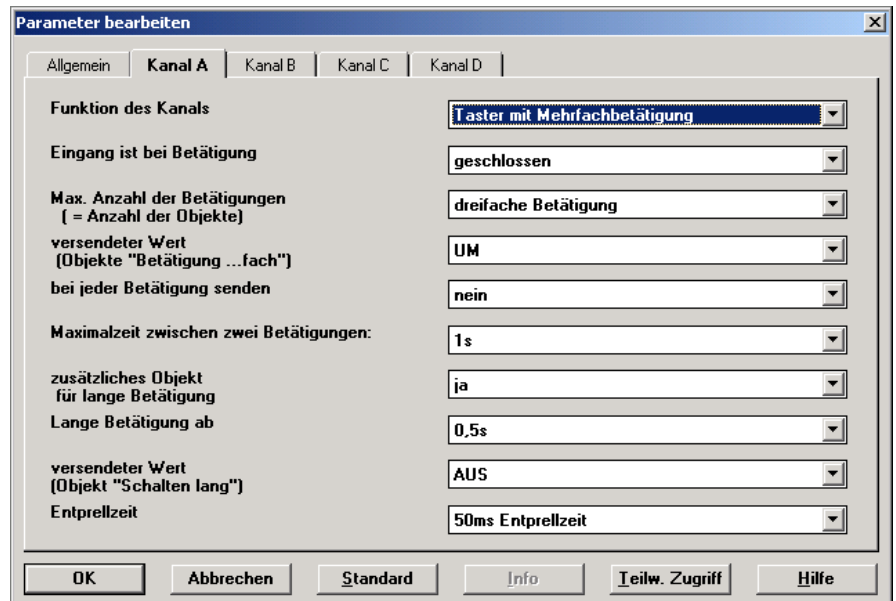 Parameter bearbeiten
Allgemein Kanal A Kanal B Kanal C Kanal D
Funktion des Kanals Taster mit Mehrfachbetätigung
Eingang ist bei Betätigung geschlossen
Max. Anzahl der Betätigungen
( = Anzahl der Objekte) dreifache Betätigung
versendeter Wert
(Objekte "Betätigung ...fach") UM
bei jeder Betätigung senden nein
Maximalzeit zwischen zwei Betätigungen: 1s
zusätzliches Objekt
für lange Betätigung ja
Lange Betätigung ab 0,5s
versendeter Wert
(Objekt "Schalten lang") AUS
Entprellzeit 50ms Entprellzeit
OK Abbrechen Standard Info Teilw. Zugriff Hilfe